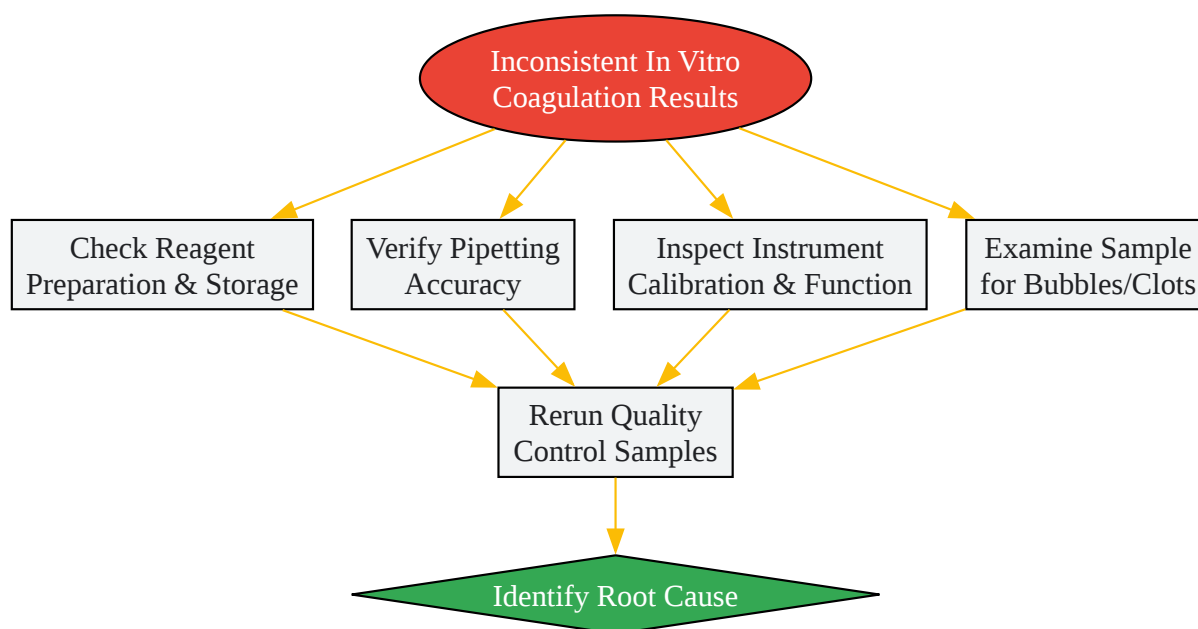 Inconsistent In Vitro
Coagulation Results
Check Reagent
Preparation & Storage
Verify Pipetting
Accuracy
Inspect Instrument
Calibration & Function
Examine Sample
for Bubbles/Clots
Rerun Quality
Control Samples
Identify Root Cause